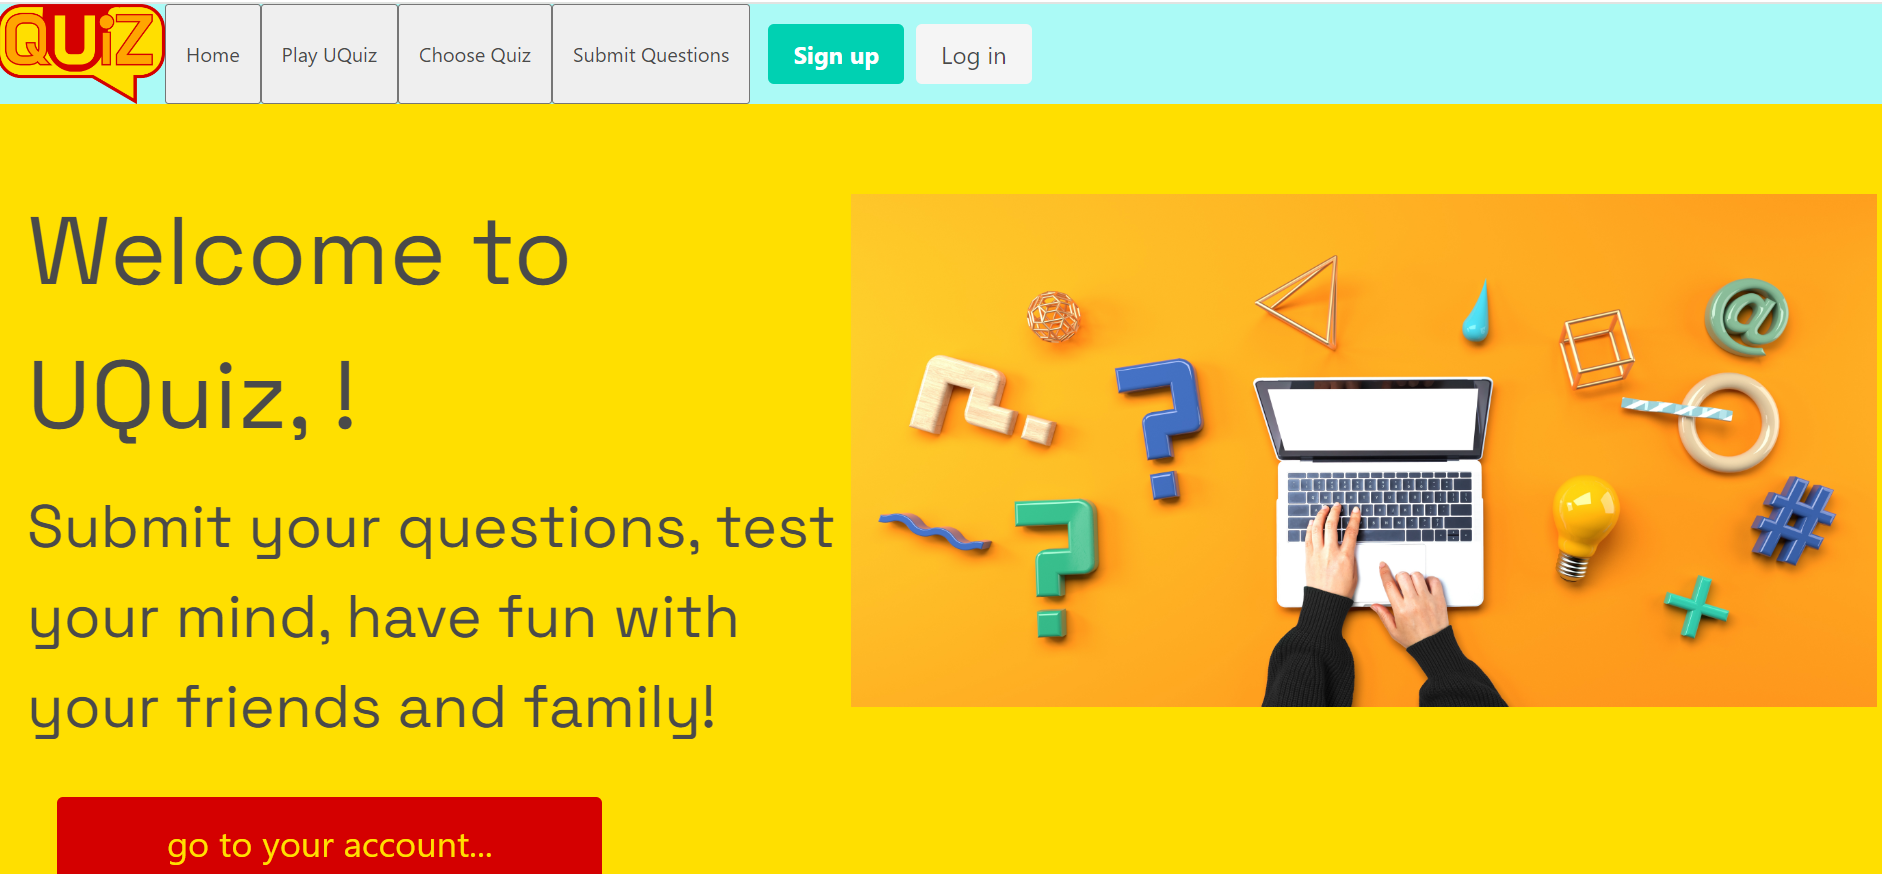 QUiZ
Home
Play UQuiz
Choose Quiz
Submit Questions
Sign up
Log in
Welcome to
UQuiz, !
Submit your questions, test
your mind, have fun with
your friends and family!
go to your account...